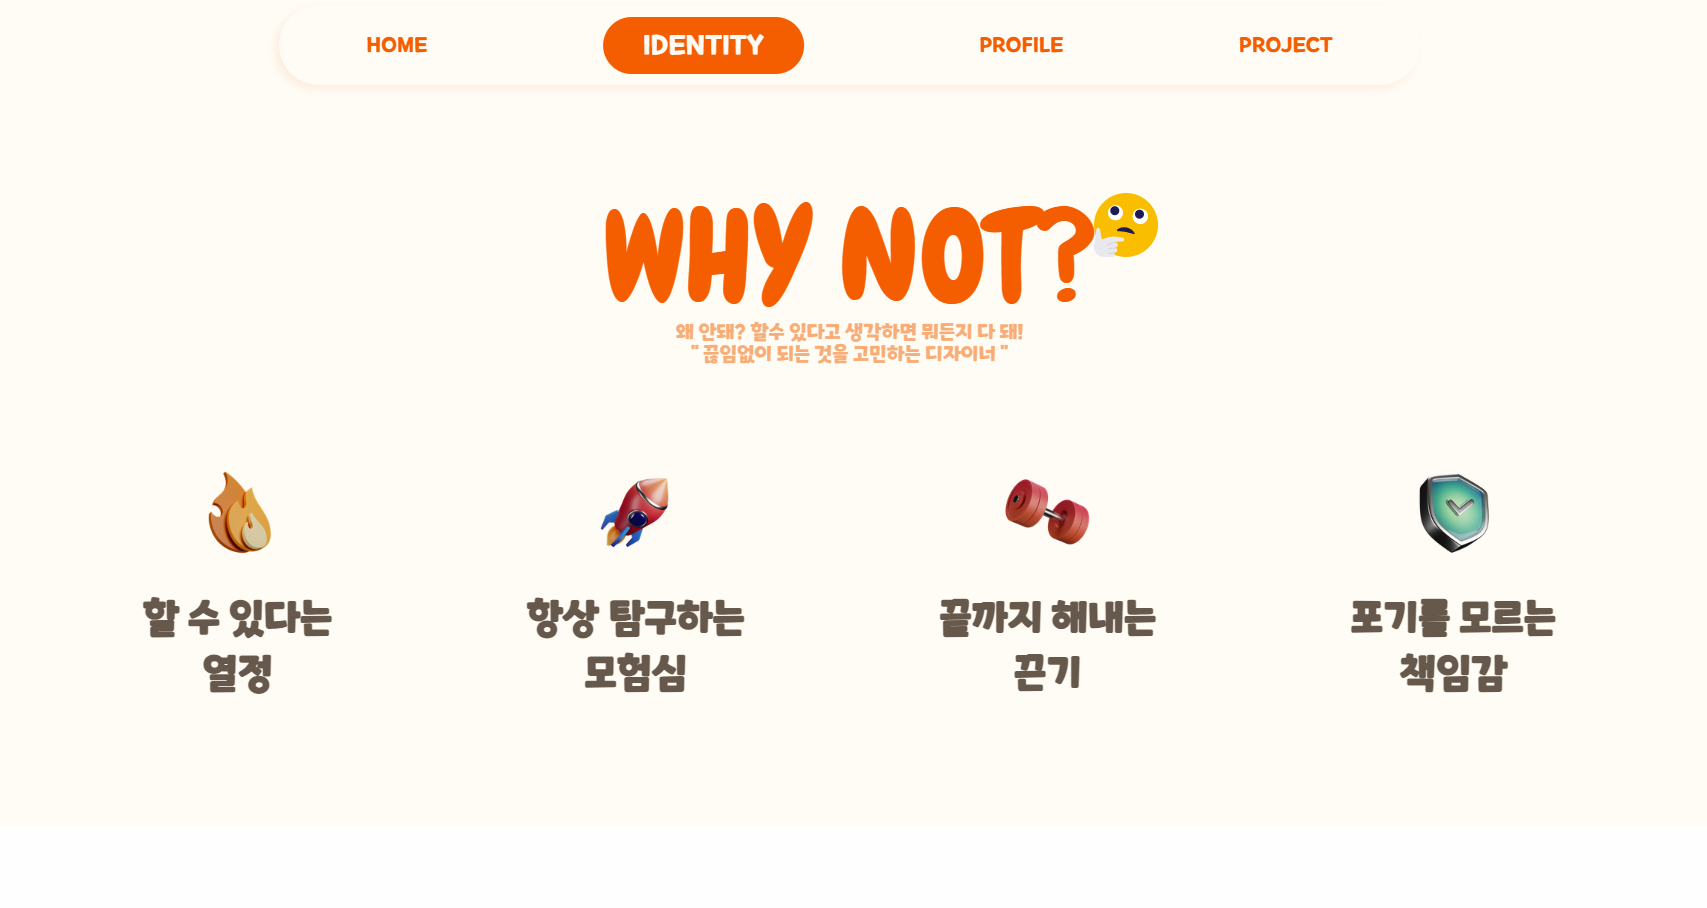 HOME
IDENTITY
PROFILE
PROJECT
WHY NOT?
왜 안돼? 할수 있다고 생각하면 뭐든지 다 돼!
" 끊임없이 되는 것을 고민하는 디자이너 "
할 수 있다는
열정
항상 탐구하는
모험심
끝까지 해내는
끈기
포기를 모르는
책임감